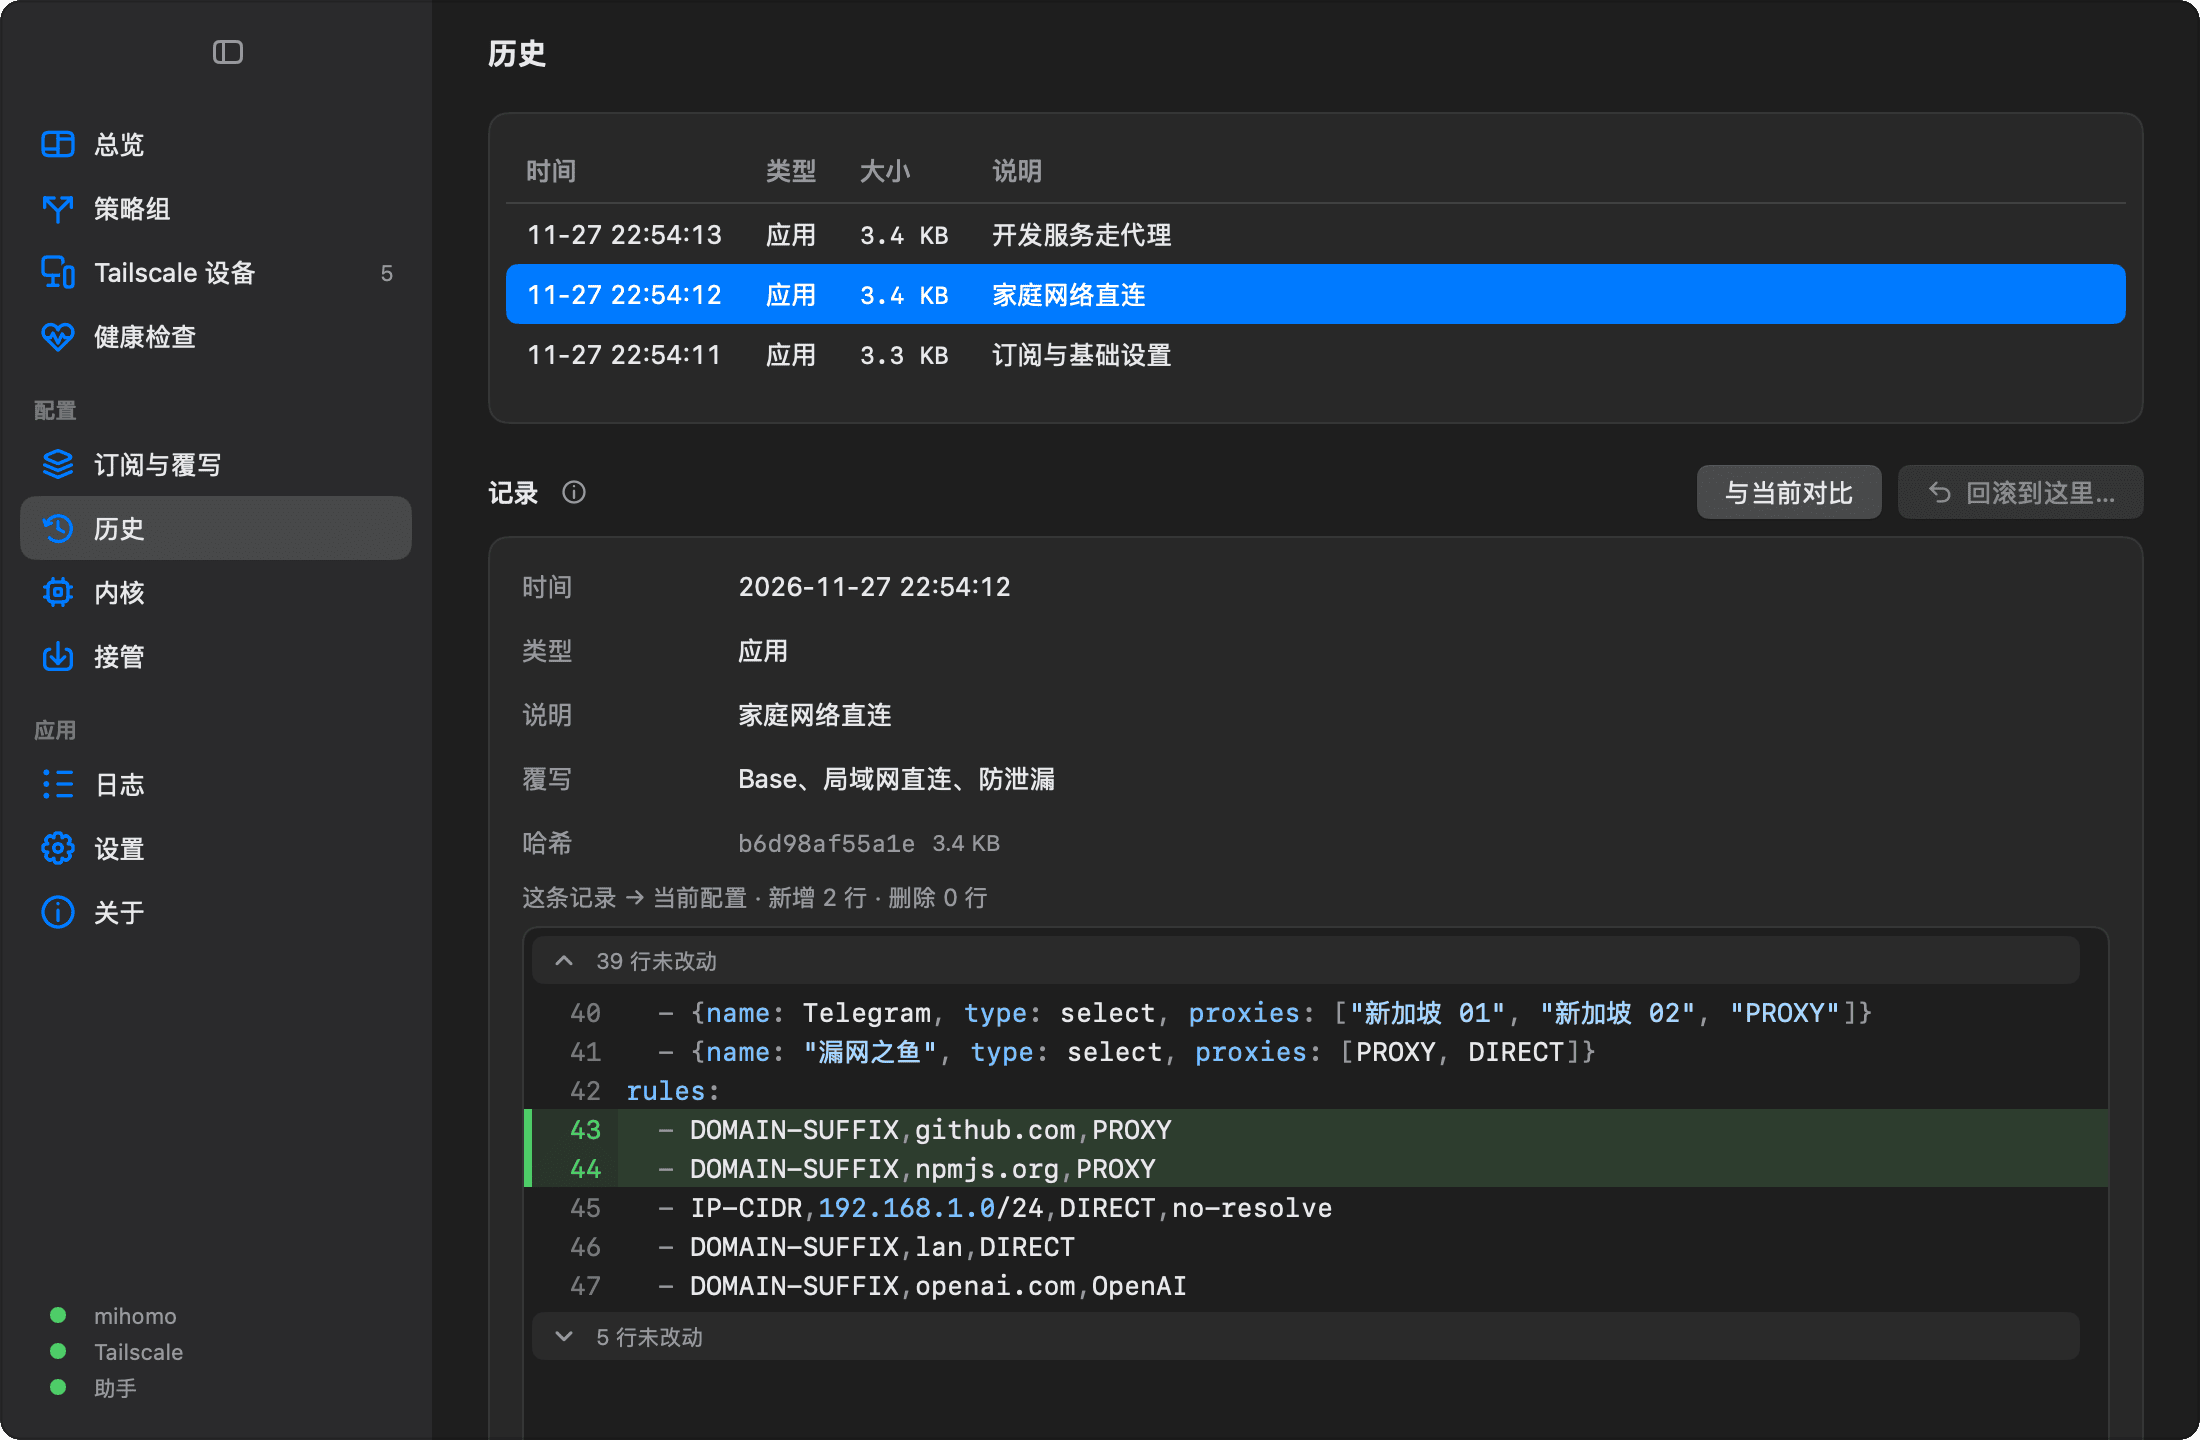 总览
策略组
Tailscale 设备 5
健康检查
配置
订阅与覆写
历史
内核
接管
应用
日志
设置
关于
mihomo
Tailscale
助手
历史
时间 类型 大小 说明
11-27 22:54:13 应用 3.4 KB 开发服务走代理
11-27 22:54:12 应用 3.4 KB 家庭网络直连
11-27 22:54:11 应用 3.3 KB 订阅与基础设置
记录 与当前对比 回滚到这里...
时间 2026-11-27 22:54:12
类型 应用
说明 家庭网络直连
覆写 Base、局域网直连、防泄漏
哈希 b6d98af55a1e 3.4 KB
这条记录 → 当前配置 · 新增 2 行 · 删除 0 行
39 行未改动
40 - {name: Telegram, type: select, proxies: ["新加坡 01", "新加坡 02", "PROXY"]}
41 - {name: "漏网之鱼", type: select, proxies: [PROXY, DIRECT]}
42 rules:
43 - DOMAIN-SUFFIX,github.com,PROXY
44 - DOMAIN-SUFFIX,npmjs.org,PROXY
45 - IP-CIDR,192.168.1.0/24,DIRECT,no-resolve
46 - DOMAIN-SUFFIX,lan,DIRECT
47 - DOMAIN-SUFFIX,openai.com,OpenAI
5 行未改动